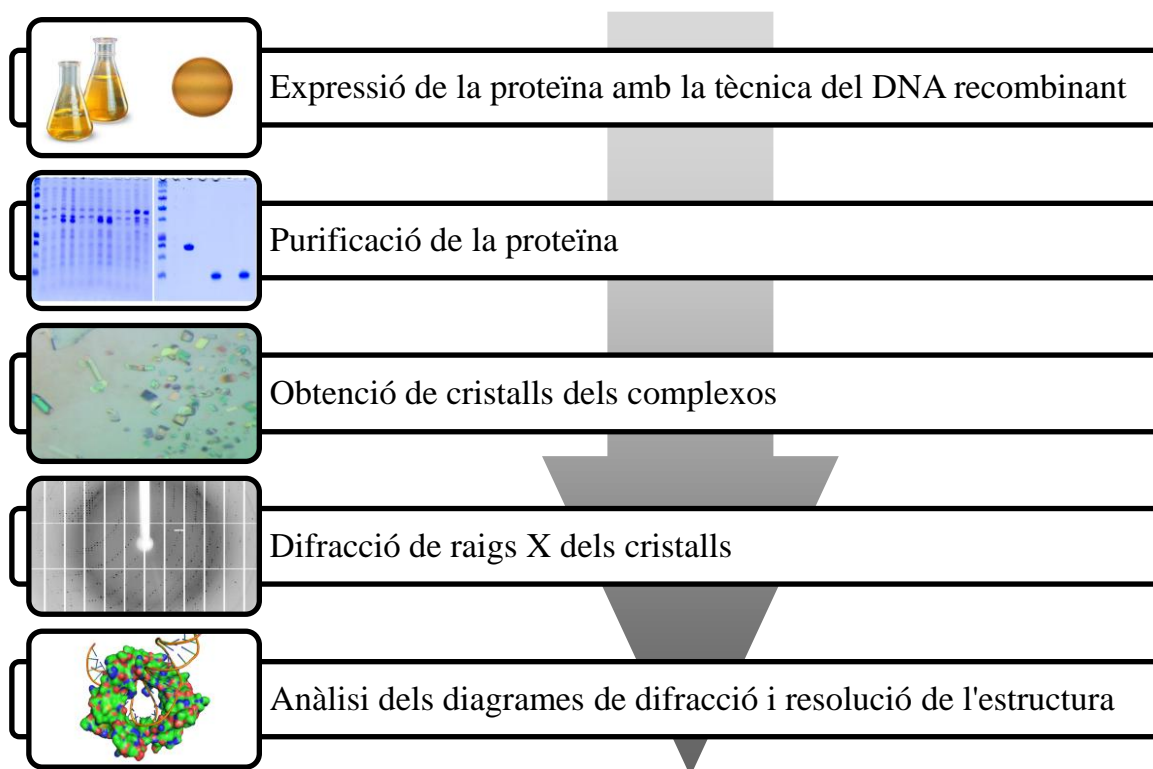 Expressió de la proteïna amb la tècnica del DNA recombinant
Purificació de la proteïna
Obtenció de cristalls dels complexos
Difracció de raigs X dels cristalls
Anàlisi dels diagrames de difracció i resolució de l'estructura